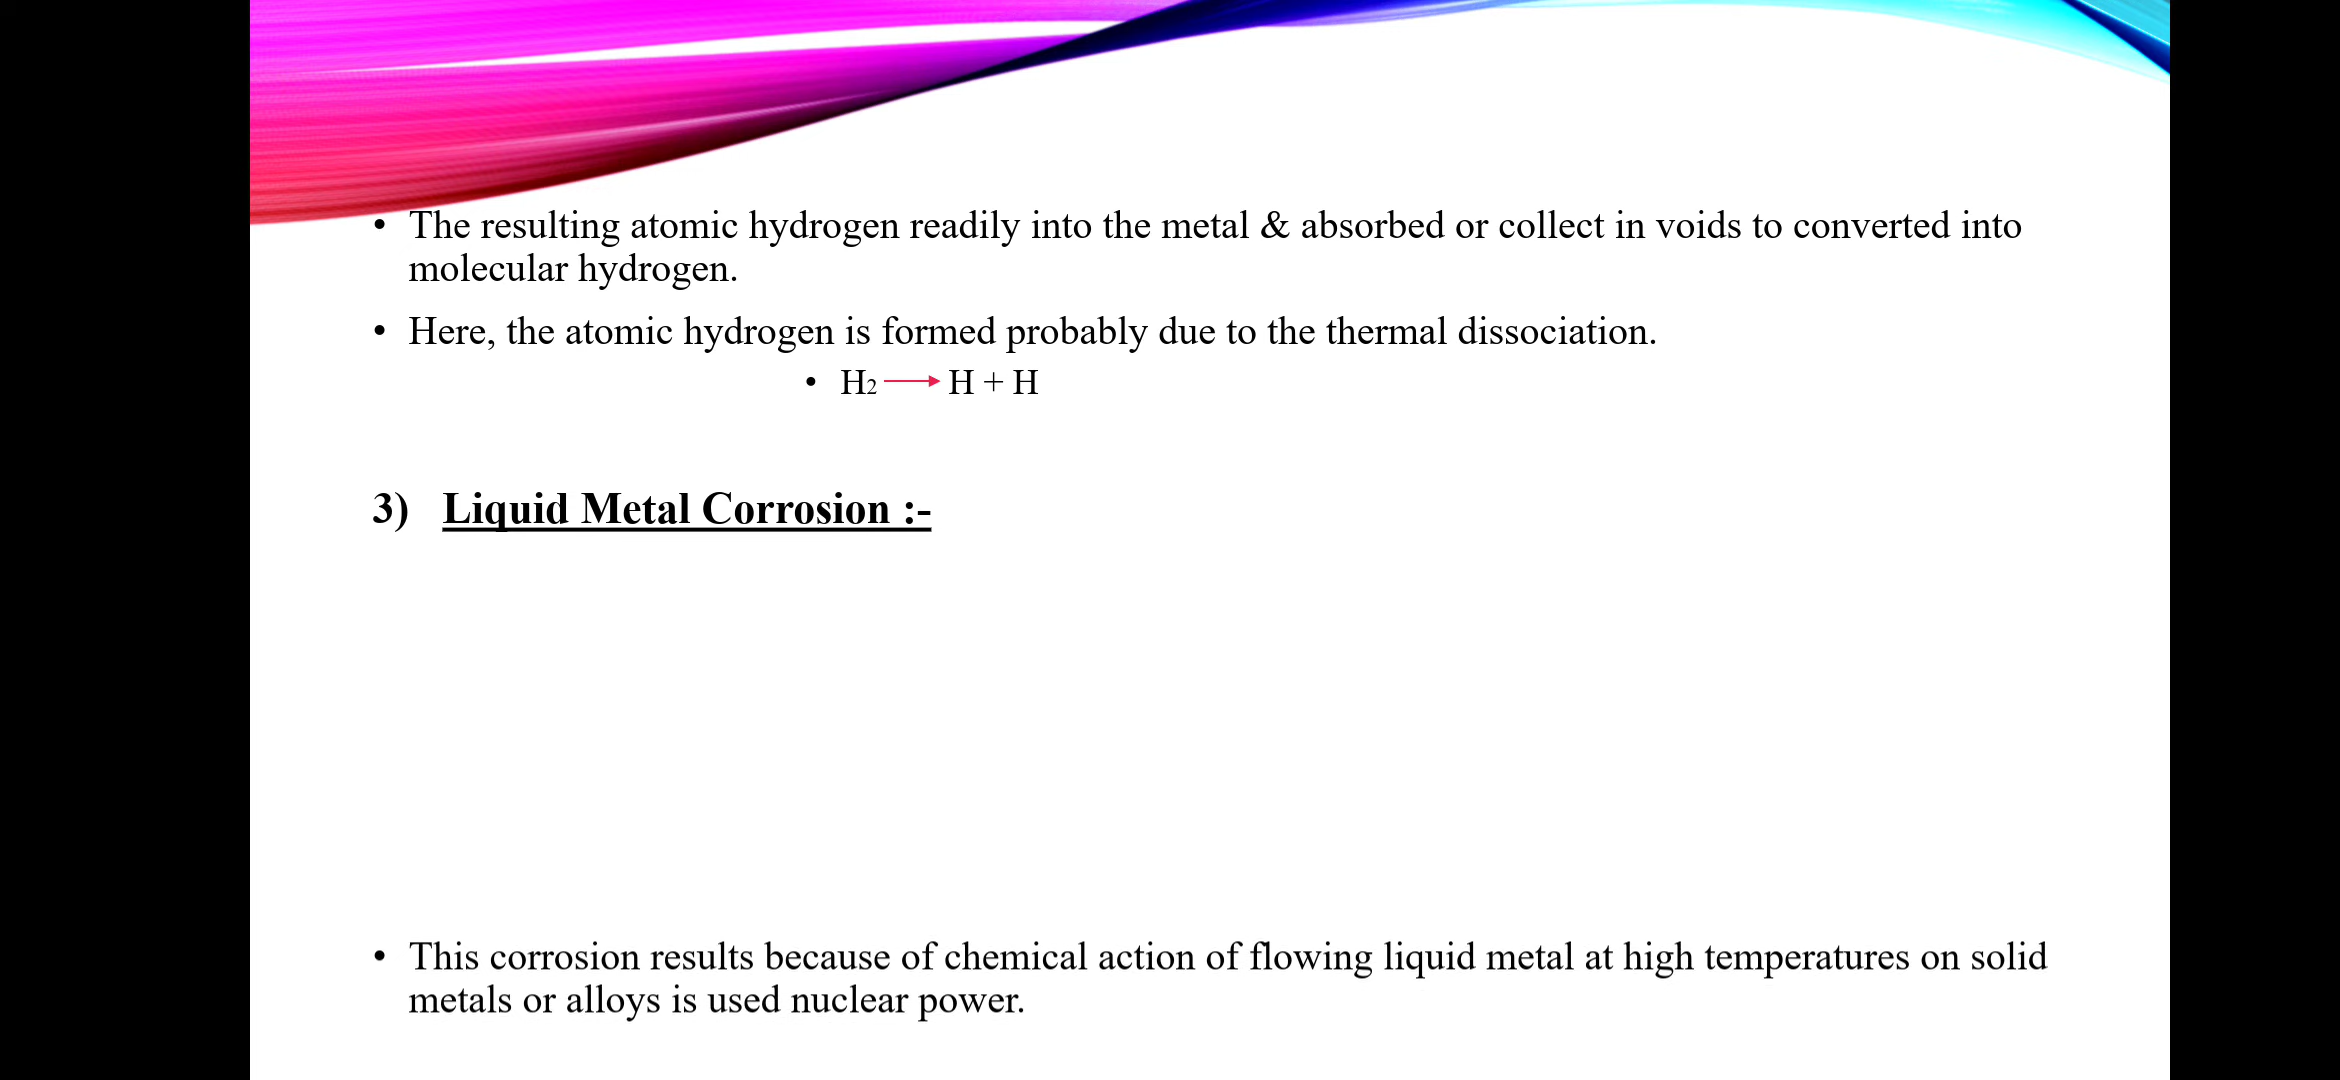 • The resulting atomic hydrogen readily into the metal & absorbed or collect in voids to converted into
molecular hydrogen.
• Here, the atomic hydrogen is formed probably due to the thermal dissociation.
• H₂ → H + H
3) Liquid Metal Corrosion :-
• This corrosion results because of chemical action of flowing liquid metal at high temperatures on solid
metals or alloys is used nuclear power.